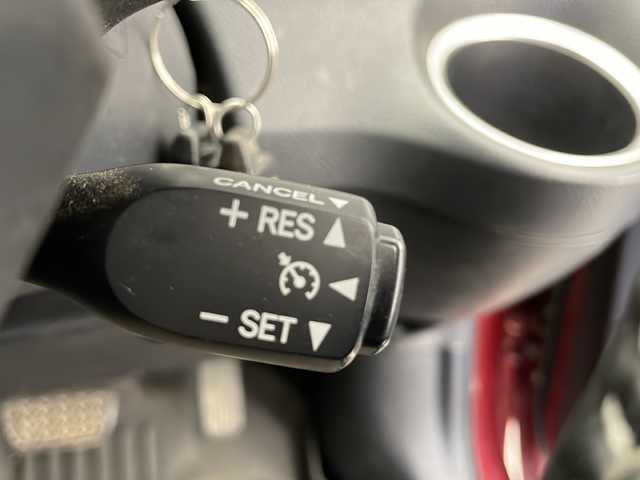 CANCEL▼
+ RES ▲
◀
− SET ▼